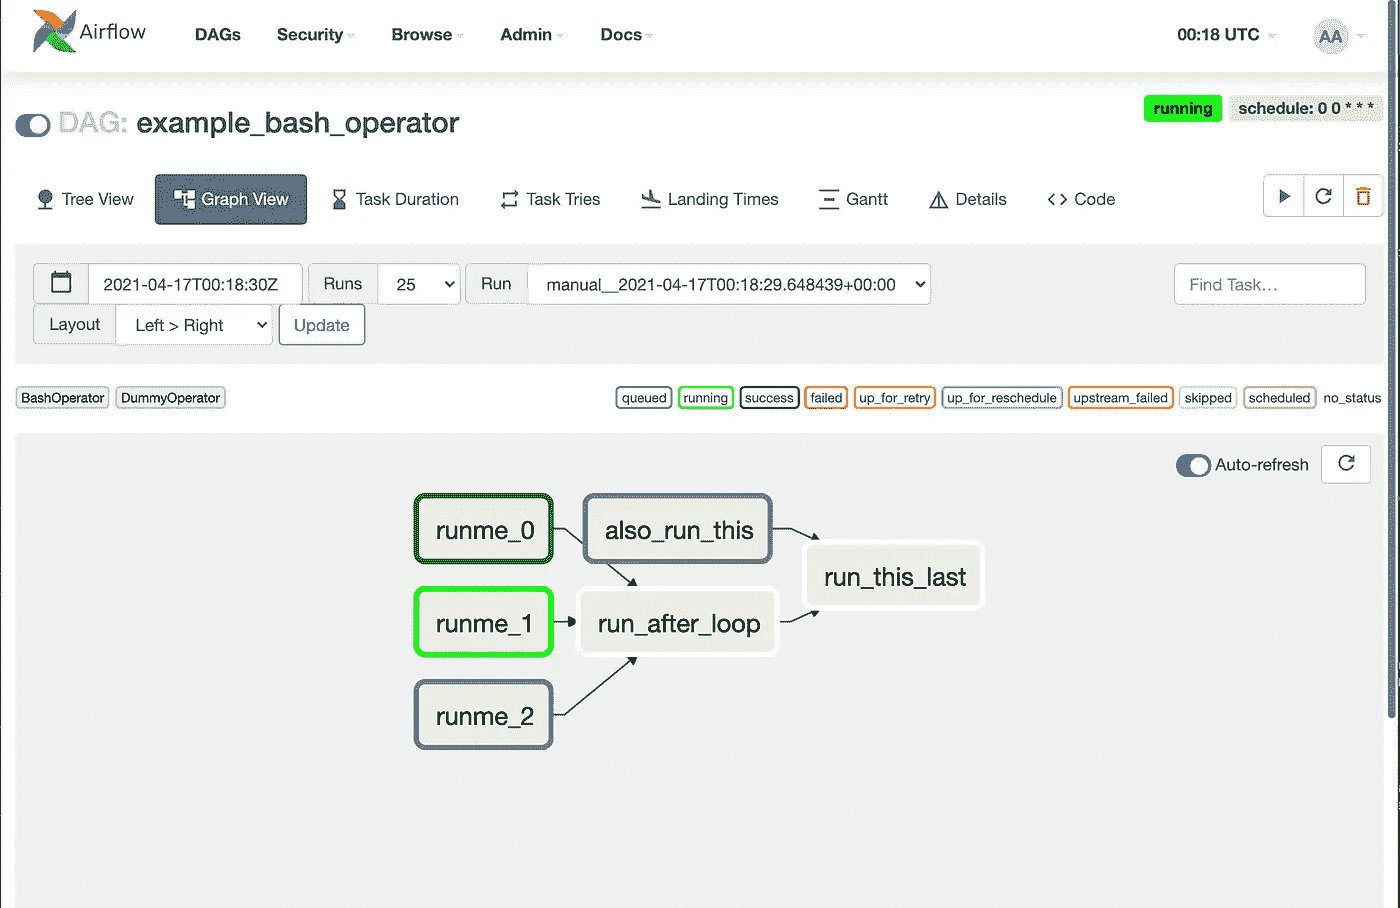 Airflow DAGs Security Browse Admin Docs 00:18 UTC AA
DAG: example_bash_operator running schedule: 0 0 * * *
Tree View Graph View Task Duration Task Tries Landing Times Gantt Details <> Code
2021-04-17T00:18:30Z Runs 25 Run manual__2021-04-17T00:18:29.648439+00:00 Find Task...
Layout Left > Right Update
BashOperator DummyOperator queued running success failed up_for_retry up_for_reschedule upstream_failed skipped scheduled no_status
Auto-refresh
runme_0 also_run_this
run_this_last
runme_1 run_after_loop
runme_2